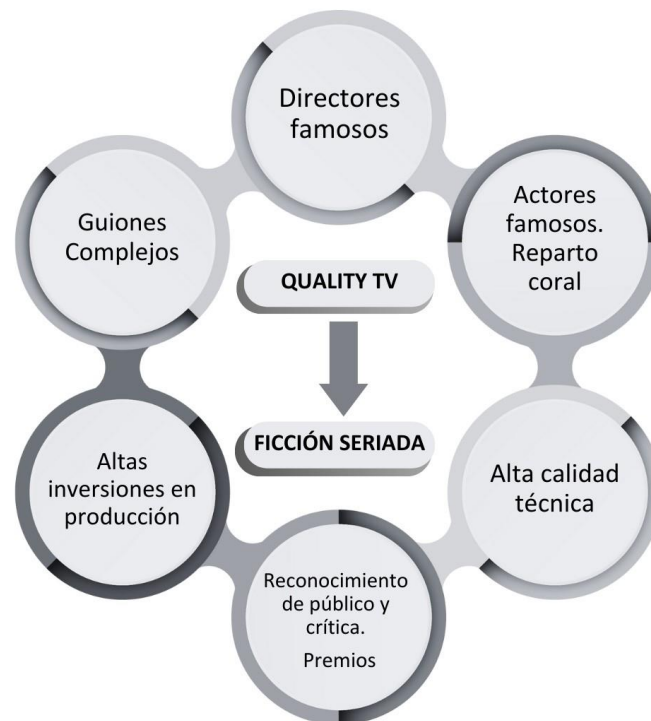 Directores
famosos
Actores
famosos.
Reparto
coral
Alta calidad
técnica
Reconocimiento
de público y
crítica.
Premios
Altas
inversiones en
producción
Guiones
Complejos
QUALITY TV
FICCIÓN SERIADA